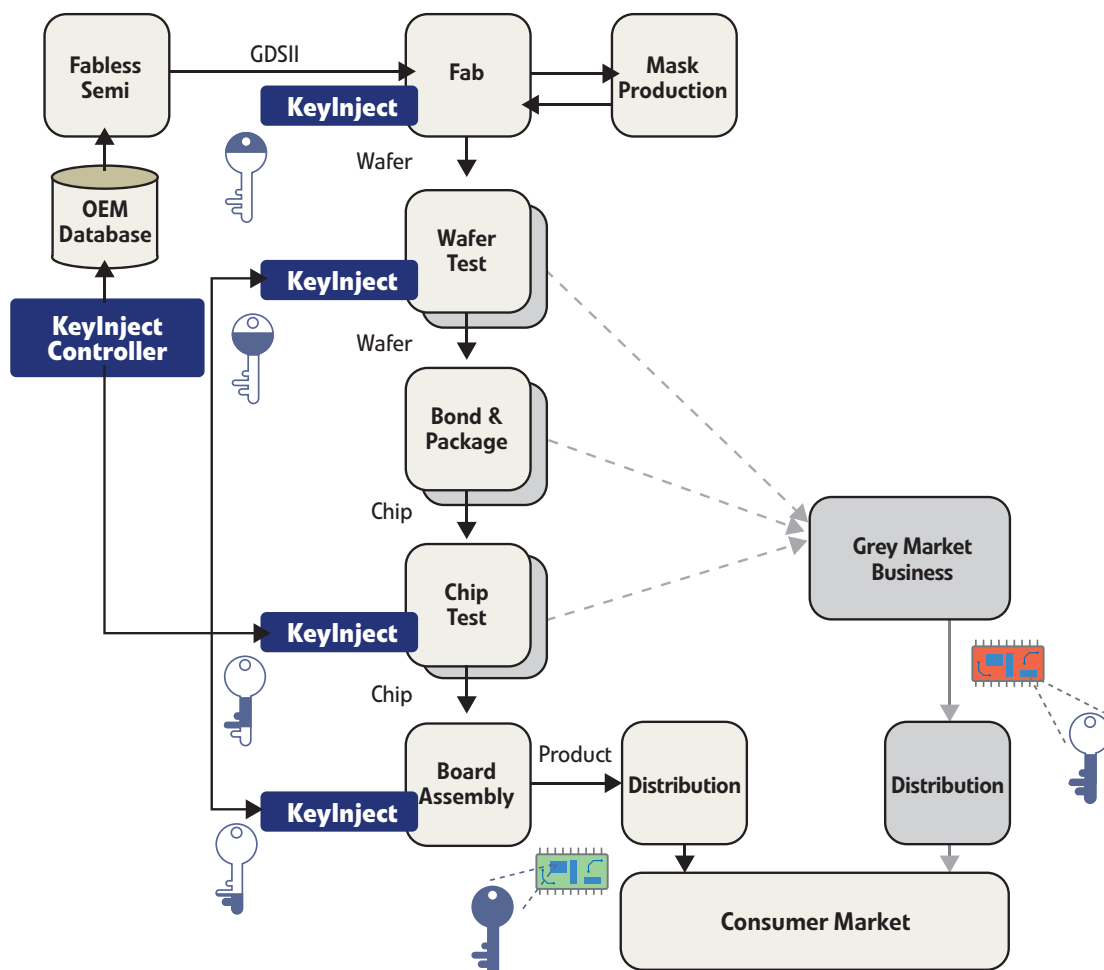 Fabless
Semi
GDSII
Fab
Mask
Production
KeyInject
Wafer
OEM
Database
Wafer
Test
KeyInject
KeyInject
Controller
Wafer
Bond &
Package
Chip
Grey Market
Business
Chip
Test
KeyInject
Chip
Board
Assembly
Product
Distribution
Distribution
KeyInject
Consumer Market